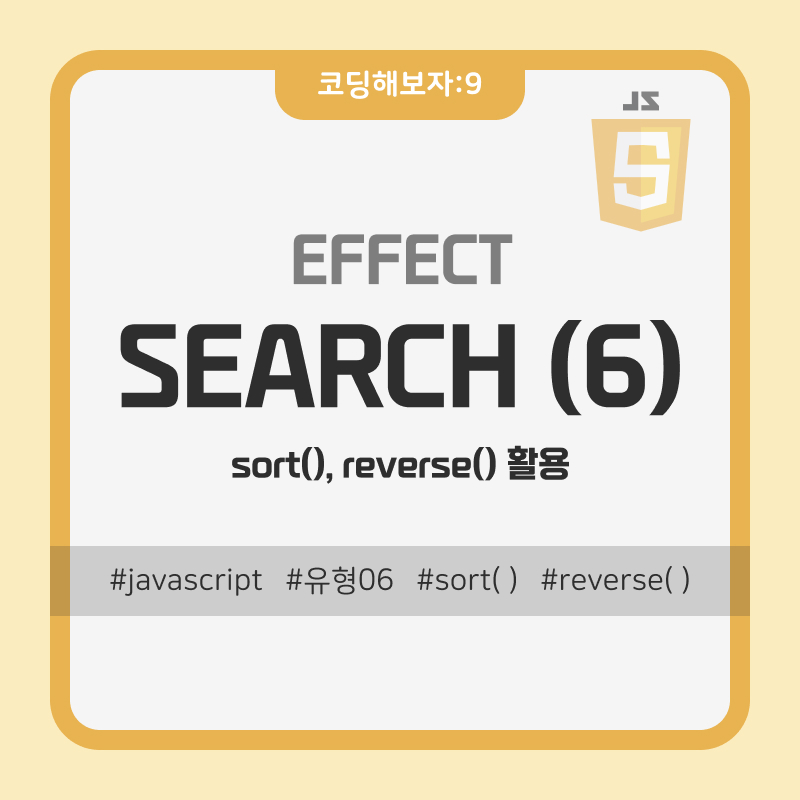 코딩해보자:9
JS
EFFECT
SEARCH (6)
sort(), reverse() 활용
#javascript #유형06 #sort( ) #reverse( )